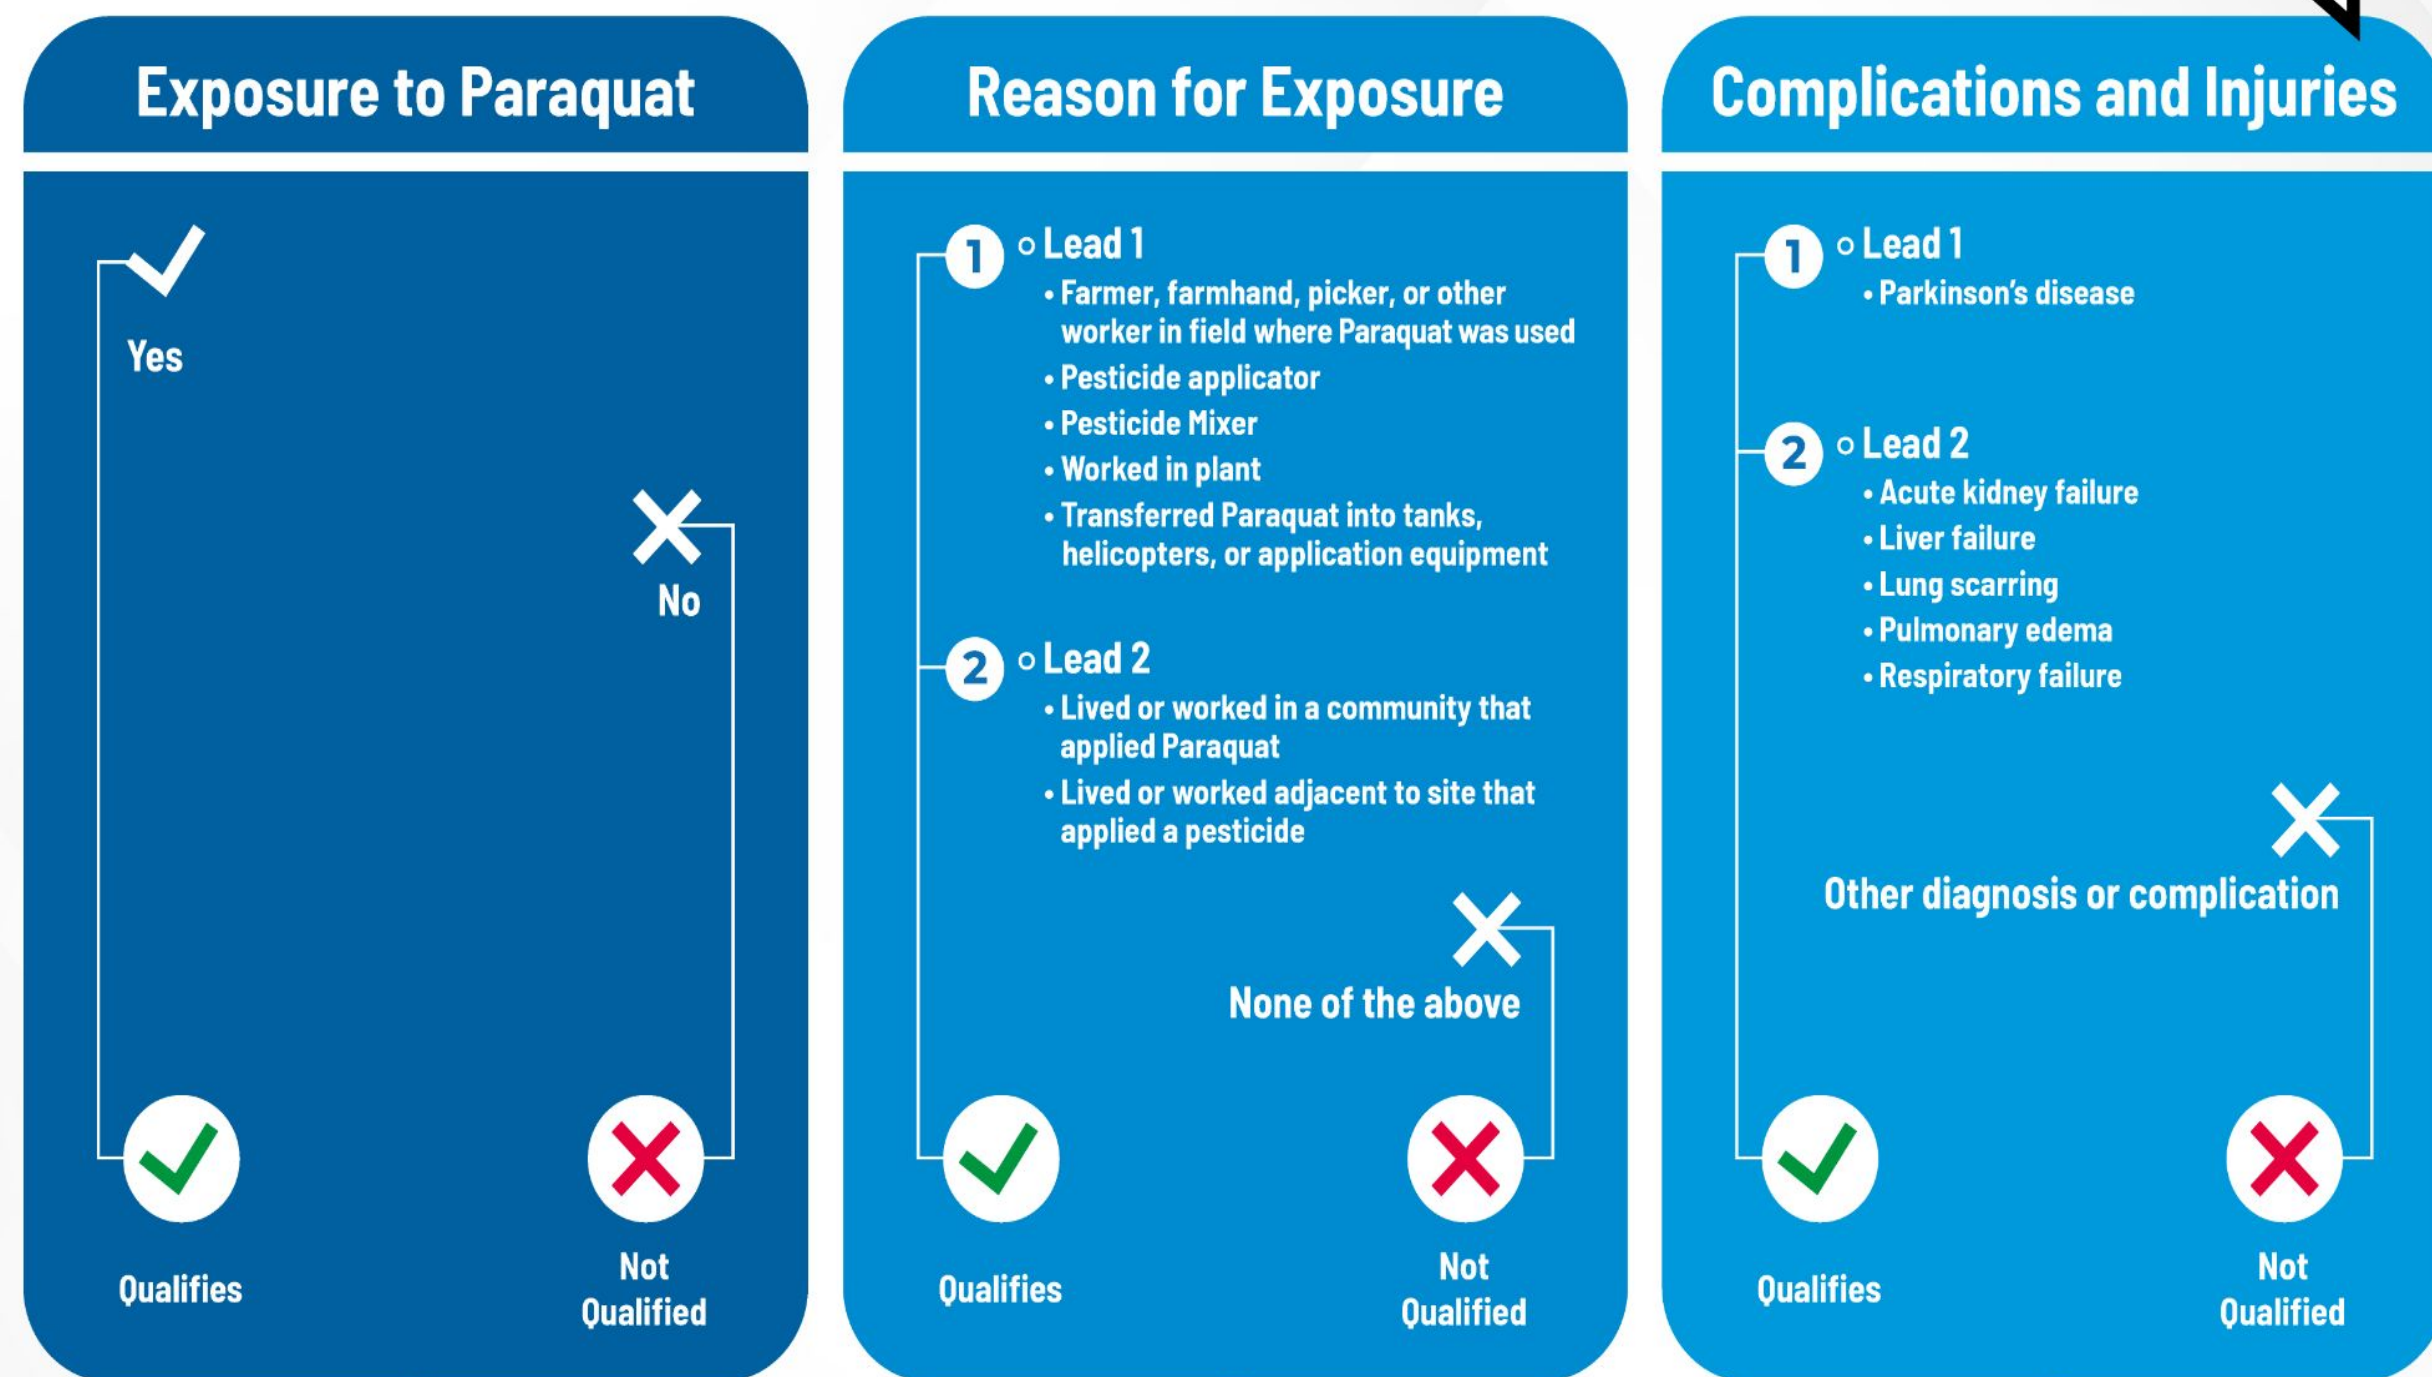 Exposure to Paraquat
Yes
No
Qualifies
Not
Qualified
Reason for Exposure
1
○ Lead 1
• Farmer, farmhand, picker, or other
worker in field where Paraquat was used
• Pesticide applicator
• Pesticide Mixer
• Worked in plant
• Transferred Paraquat into tanks,
helicopters, or application equipment
2
○ Lead 2
• Lived or worked in a community that
applied Paraquat
• Lived or worked adjacent to site that
applied a pesticide
None of the above
Qualifies
Not
Qualified
Complications and Injuries
1
○ Lead 1
• Parkinson's disease
2
○ Lead 2
• Acute kidney failure
• Liver failure
• Lung scarring
• Pulmonary edema
• Respiratory failure
Other diagnosis or complication
Qualifies
Not
Qualified